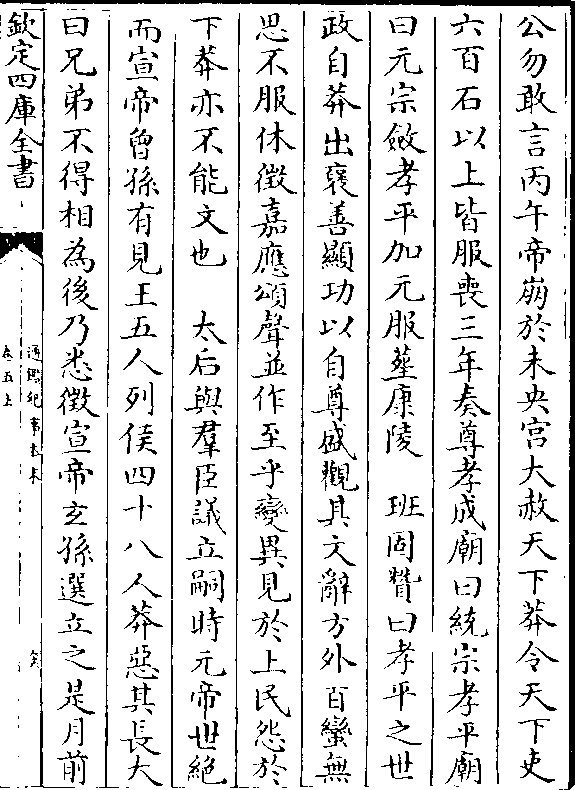 公勿敢言丙午帝崩於未央宫大赦天下莽令天下吏
六百石以上皆服喪三年奏尊孝成廟曰統宗孝平廟
曰元宗斂孝平加元服塟康陵　班固贊曰孝平之世
政自莽出襃善顯功以自尊盛觀其文辭方外百蠻無
思不服休徴嘉應頌聲並作至乎變異見於上民怨於
下莽亦不能文也　太后與羣臣議立嗣時元帝世絶
而宣帝曾孫有見王五人列侯四十八人莽惡其長大
曰兄弟不得相為後乃悉徴宣帝玄孫選立之是月前
欽定四庫全書
通鑑紀事本末
卷五上